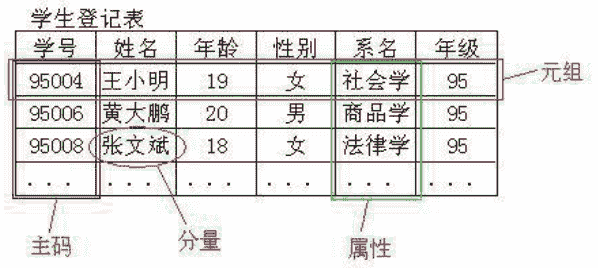 学生登记表
学号 姓名 年龄 性别 系名 年级
95004 王小明 19 女 社会学 95
元组
95006 黄大鹏 20 男 商品学 95
95008 张文斌 18 女 法律学 95
... ... ... ... ... ...
主码 分量 属性